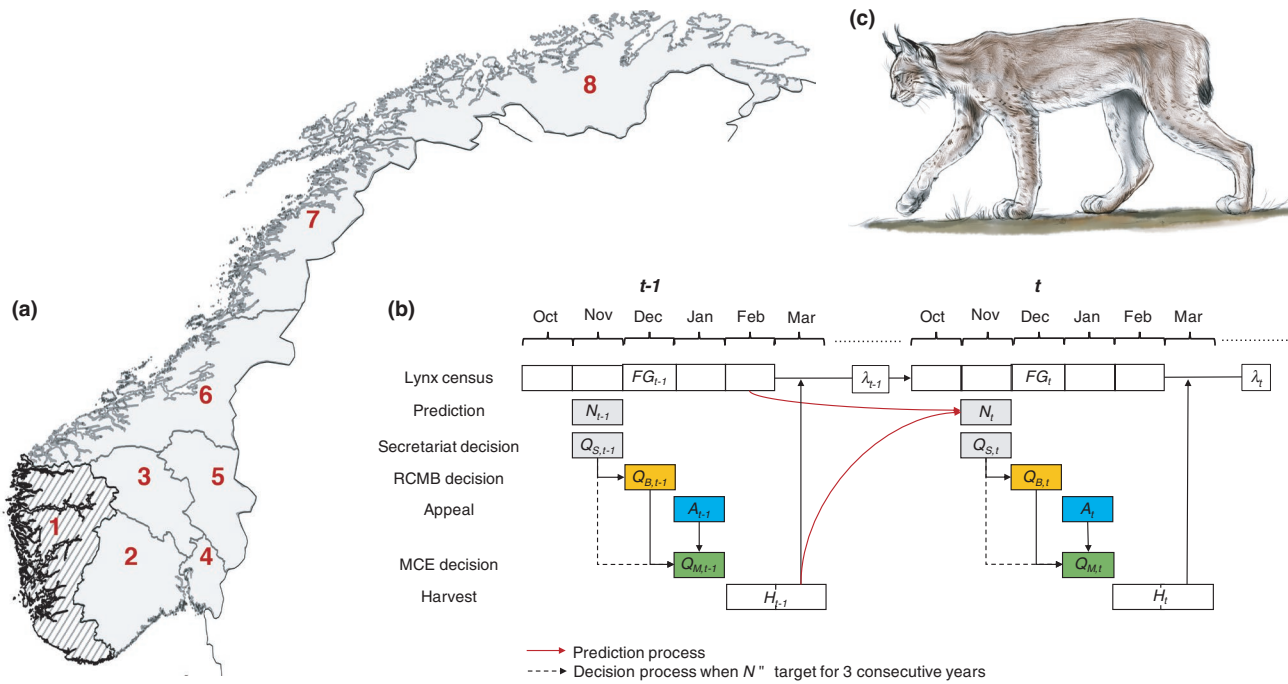 (c)
8
7
(a)
6
3
5
1
2
4
(b)
t-1
t
Oct Nov Dec Jan Feb Mar Oct Nov Dec Jan Feb Mar
Lynx census FGt-1 λt-1 FGt λt
Prediction Nt-1 Nt
Secretariat decision QS,t-1 QS,t
RCMB decision QB,t-1 QB,t
Appeal At-1 At
MCE decision QM,t-1 QM,t
Harvest Ht-1 Ht
Prediction process
Decision process when N" target for 3 consecutive years